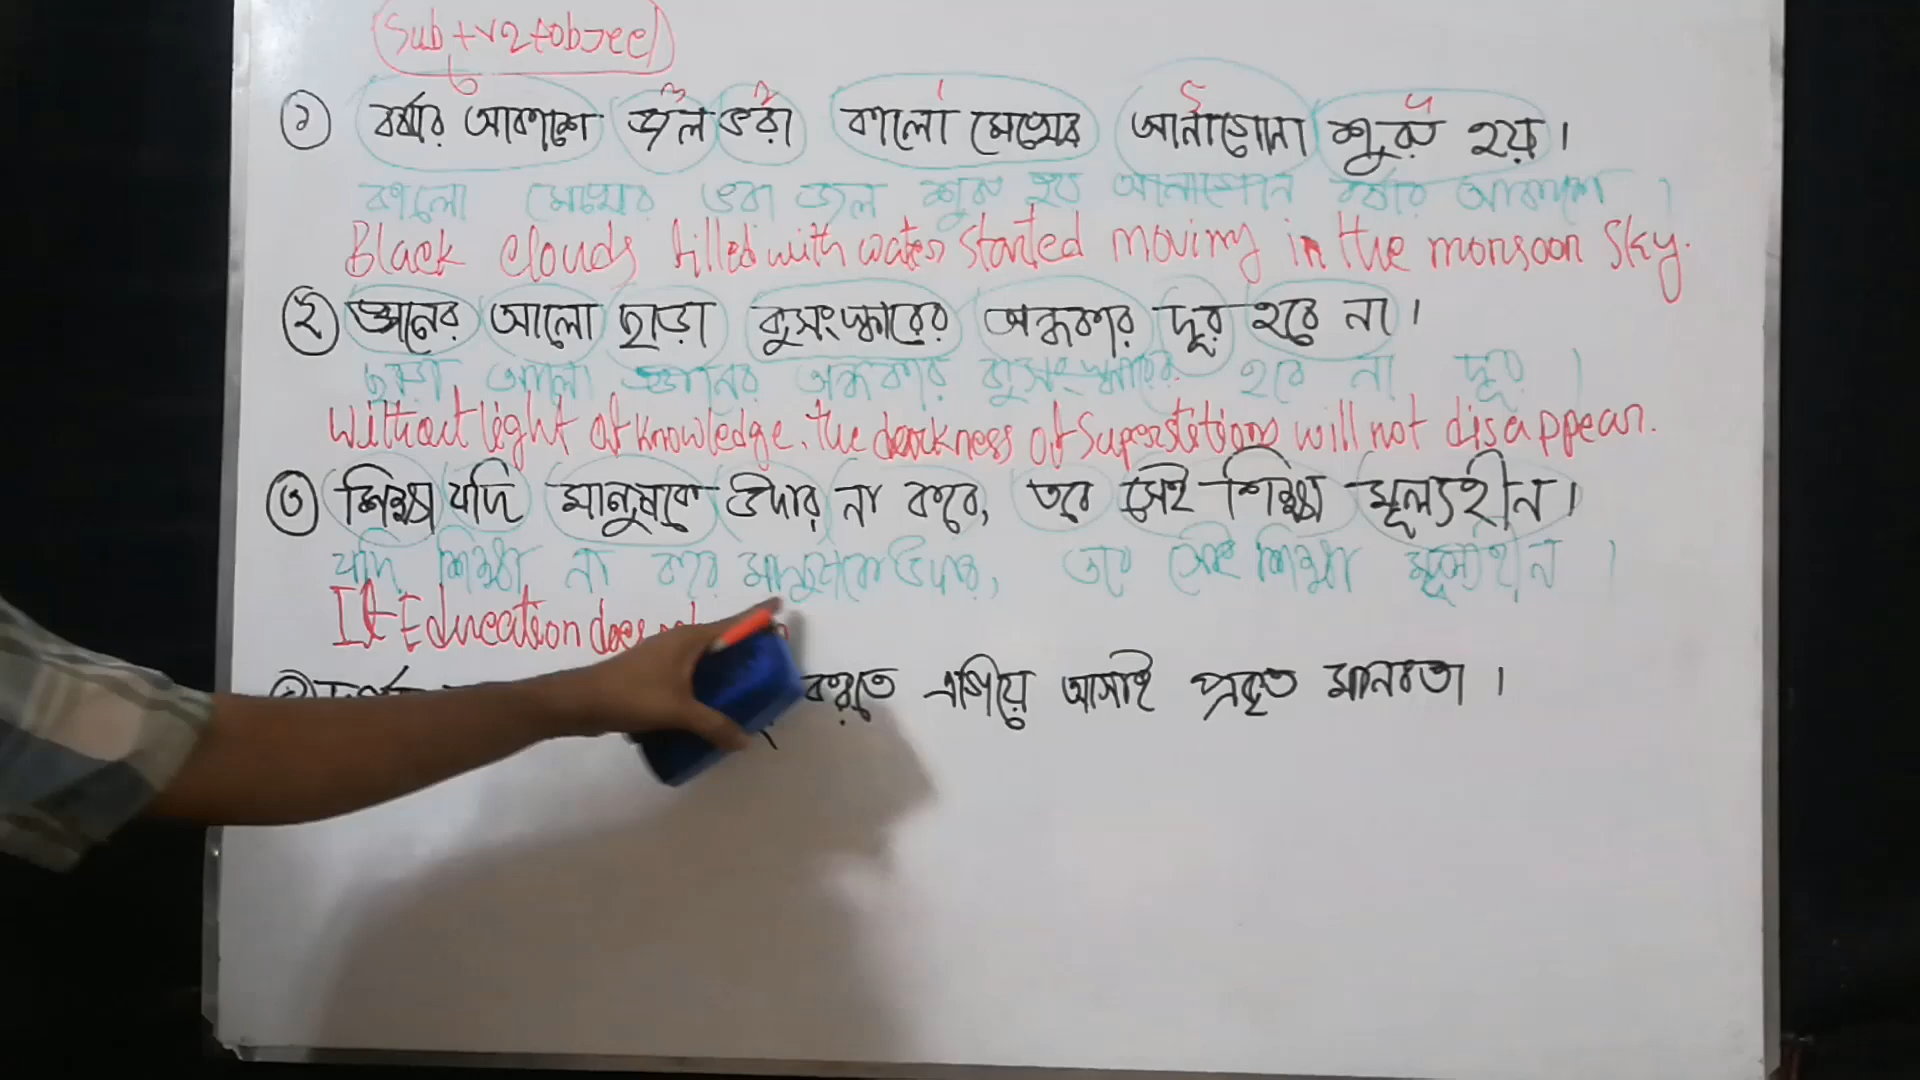 Sub+v2+objeel
১ বর্ষার আকাশে জল ভরা কালো মেঘের আনাগোনা শুরু হয়।
কালো মেঘের ভরা জল শুরু হয় আনাগোনা বর্ষার আকাশে।
Black clouds filled with water started moving in the monsoon sky.
২ জ্ঞানের আলো ছাড়া কুসংস্কারের অন্ধকার দূর হবে না।
ছাড়া আলো জ্ঞানের অন্ধকার কুসংস্কারের হবে না দূর।
Without light of knowledge, the darkness of superstitions will not disappear.
৩ শিক্ষা যদি মানুষকে উদার না করে, তবে সেই শিক্ষা মূল্যহীন।
যদি শিক্ষা না করে মানুষকে উদার, তবে সেই শিক্ষা মূল্যহীন।
If Education does
করতে এগিয়ে আসাই প্রকৃত মানবতা।